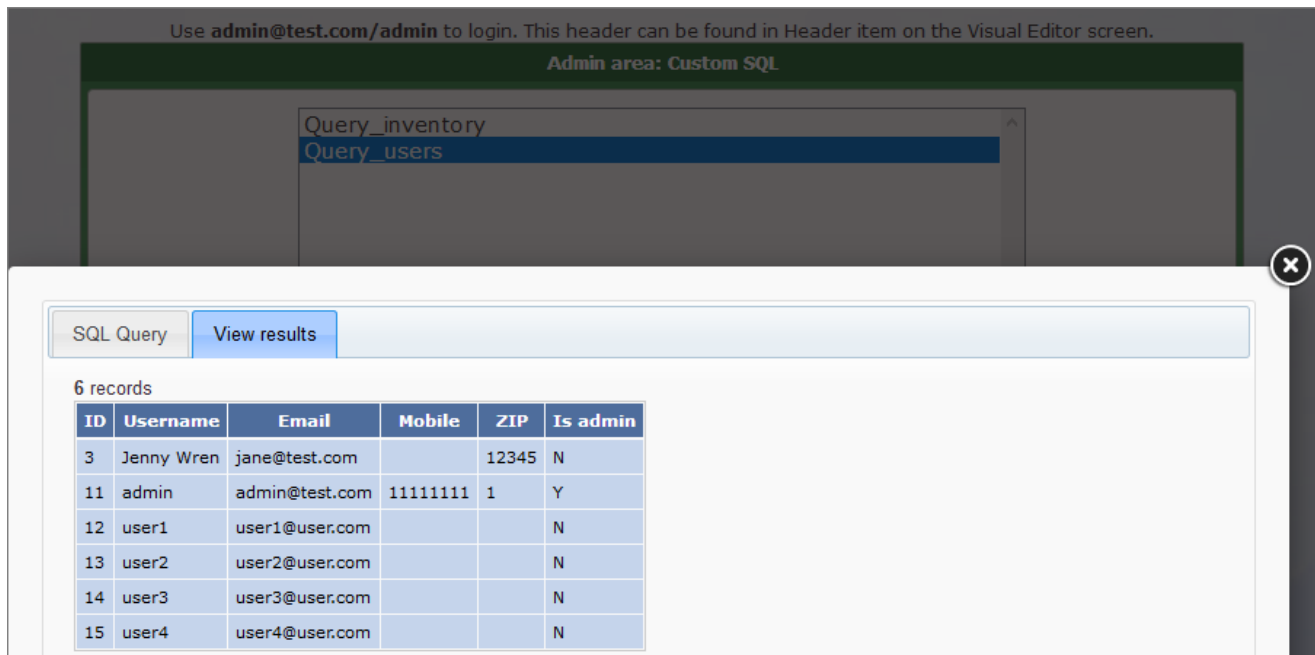 Use admin@test.com/admin to login. This header can be found in Header item on the Visual Editor screen.
Admin area: Custom SQL
Query_inventory
Query_users
SQL Query View results
6 records
ID Username Email Mobile ZIP Is admin
3 Jenny Wren jane@test.com 12345 N
11 admin admin@test.com 11111111 1 Y
12 user1 user1@user.com N
13 user2 user2@user.com N
14 user3 user3@user.com N
15 user4 user4@user.com N